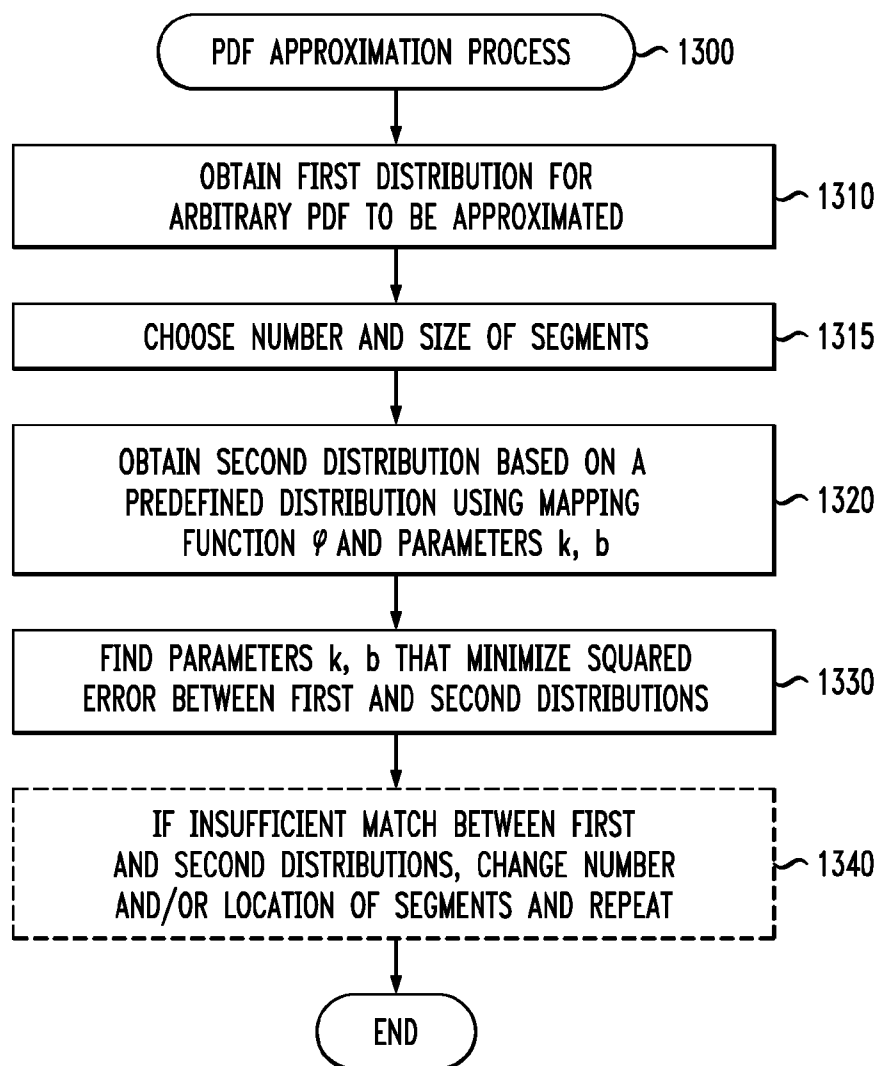 PDF APPROXIMATION PROCESS
1300
OBTAIN FIRST DISTRIBUTION FOR
ARBITRARY PDF TO BE APPROXIMATED
1310
CHOOSE NUMBER AND SIZE OF SEGMENTS
1315
OBTAIN SECOND DISTRIBUTION BASED ON A
PREDEFINED DISTRIBUTION USING MAPPING
FUNCTION φ AND PARAMETERS k, b
1320
FIND PARAMETERS k, b THAT MINIMIZE SQUARED
ERROR BETWEEN FIRST AND SECOND DISTRIBUTIONS
1330
IF INSUFFICIENT MATCH BETWEEN FIRST
AND SECOND DISTRIBUTIONS, CHANGE NUMBER
AND/OR LOCATION OF SEGMENTS AND REPEAT
1340
END